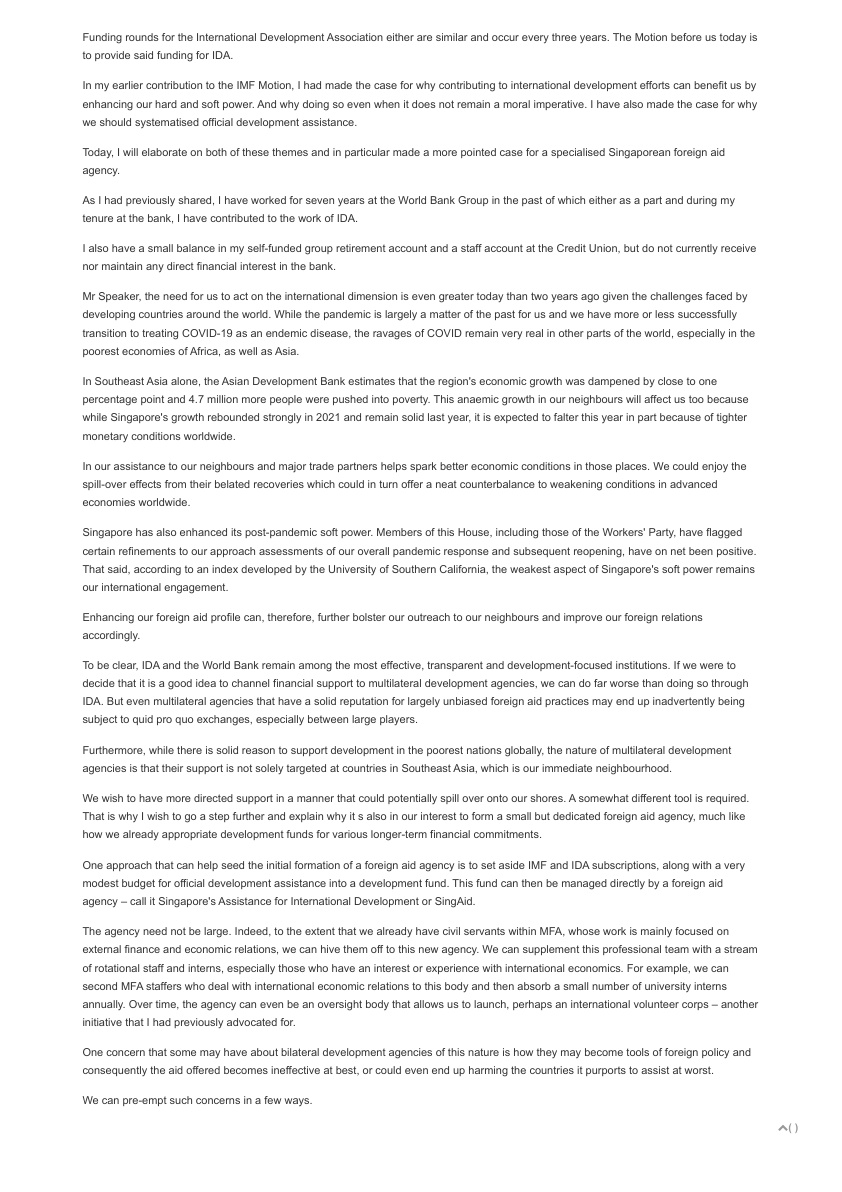 Funding rounds for the International Development Association either are similar and occur every three years. The Motion before us today is
to provide said funding for IDA.
In my earlier contribution to the IMF Motion, I had made the case for why contributing to international development efforts can benefit us by
enhancing our hard and soft power. And why doing so even when it does not remain a moral imperative. I have also made the case for why
we should systematised official development assistance.
Today, I will elaborate on both of these themes and in particular made a more pointed case for a specialised Singaporean foreign aid
agency.
As I had previously shared, I have worked for seven years at the World Bank Group in the past of which either as a part and during my
tenure at the bank, I have contributed to the work of IDA.
I also have a small balance in my self-funded group retirement account and a staff account at the Credit Union, but do not currently receive
nor maintain any direct financial interest in the bank.
Mr Speaker, the need for us to act on the international dimension is even greater today than two years ago given the challenges faced by
developing countries around the world. While the pandemic is largely a matter of the past for us and we have more or less successfully
transition to treating COVID-19 as an endemic disease, the ravages of COVID remain very real in other parts of the world, especially in the
poorest economies of Africa, as well as Asia.
In Southeast Asia alone, the Asian Development Bank estimates that the region's economic growth was dampened by close to one
percentage point and 4.7 million more people were pushed into poverty. This anaemic growth in our neighbours will affect us too because
while Singapore's growth rebounded strongly in 2021 and remain solid last year, it is expected to falter this year in part because of tighter
monetary conditions worldwide.
In our assistance to our neighbours and major trade partners helps spark better economic conditions in those places. We could enjoy the
spill-over effects from their belated recoveries which could in turn offer a neat counterbalance to weakening conditions in advanced
economies worldwide.
Singapore has also enhanced its post-pandemic soft power. Members of this House, including those of the Workers' Party, have flagged
certain refinements to our approach assessments of our overall pandemic response and subsequent reopening, have on net been positive.
That said, according to an index developed by the University of Southern California, the weakest aspect of Singapore's soft power remains
our international engagement.
Enhancing our foreign aid profile can, therefore, further bolster our outreach to our neighbours and improve our foreign relations
accordingly.
To be clear, IDA and the World Bank remain among the most effective, transparent and development-focused institutions. If we were to
decide that it is a good idea to channel financial support to multilateral development agencies, we can do far worse than doing so through
IDA. But even multilateral agencies that have a solid reputation for largely unbiased foreign aid practices may end up inadvertently being
subject to quid pro quo exchanges, especially between large players.
Furthermore, while there is solid reason to support development in the poorest nations globally, the nature of multilateral development
agencies is that their support is not solely targeted at countries in Southeast Asia, which is our immediate neighbourhood.
We wish to have more directed support in a manner that could potentially spill over onto our shores. A somewhat different tool is required.
That is why I wish to go a step further and explain why it s also in our interest to form a small but dedicated foreign aid agency, much like
how we already appropriate development funds for various longer-term financial commitments.
One approach that can help seed the initial formation of a foreign aid agency is to set aside IMF and IDA subscriptions, along with a very
modest budget for official development assistance into a development fund. This fund can then be managed directly by a foreign aid
agency – call it Singapore's Assistance for International Development or SingAid.
The agency need not be large. Indeed, to the extent that we already have civil servants within MFA, whose work is mainly focused on
external finance and economic relations, we can hive them off to this new agency. We can supplement this professional team with a stream
of rotational staff and interns, especially those who have an interest or experience with international economics. For example, we can
second MFA staffers who deal with international economic relations to this body and then absorb a small number of university interns
annually. Over time, the agency can even be an oversight body that allows us to launch, perhaps an international volunteer corps – another
initiative that I had previously advocated for.
One concern that some may have about bilateral development agencies of this nature is how they may become tools of foreign policy and
consequently the aid offered becomes ineffective at best, or could even end up harming the countries it purports to assist at worst.
We can pre-empt such concerns in a few ways.
( )